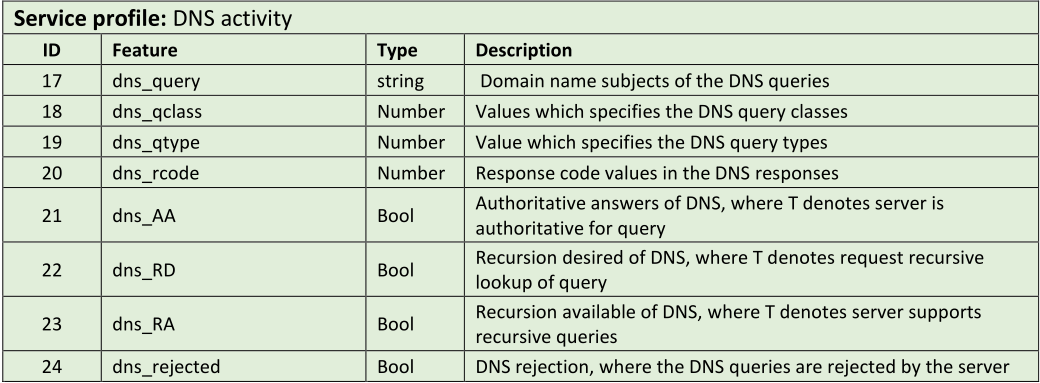 Service profile: DNS activity
ID Feature Type Description
17 dns_query string Domain name subjects of the DNS queries
18 dns_qclass Number Values which specifies the DNS query classes
19 dns_qtype Number Value which specifies the DNS query types
20 dns_rcode Number Response code values in the DNS responses
21 dns_AA Bool Authoritative answers of DNS, where T denotes server is
authoritative for query
22 dns_RD Bool Recursion desired of DNS, where T denotes request recursive
lookup of query
23 dns_RA Bool Recursion available of DNS, where T denotes server supports
recursive queries
24 dns_rejected Bool DNS rejection, where the DNS queries are rejected by the server